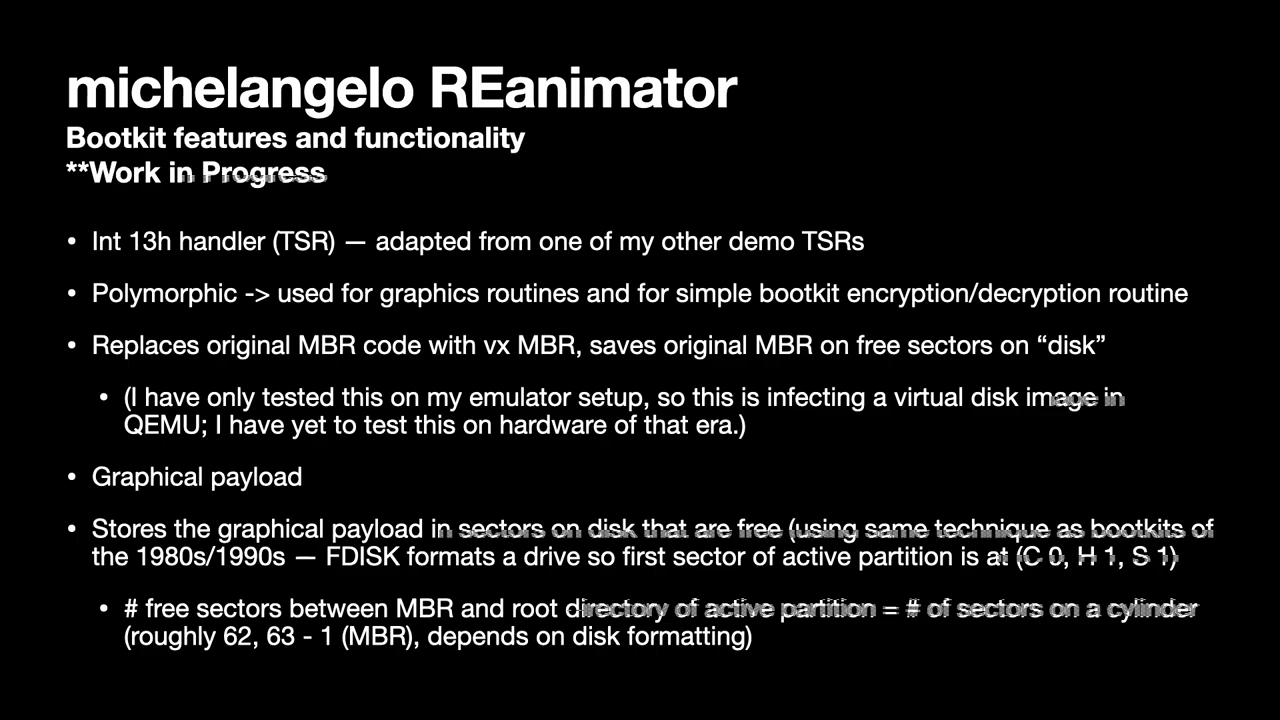 michelangelo REanimator
Bootkit features and functionality
**Work in Progress
• Int 13h handler (TSR) — adapted from one of my other demo TSRs
• Polymorphic -> used for graphics routines and for simple bootkit encryption/decryption routine
• Replaces original MBR code with vx MBR, saves original MBR on free sectors on “disk”
• (I have only tested this on my emulator setup, so this is infecting a virtual disk image in
QEMU; I have yet to test this on hardware of that era.)
• Graphical payload
• Stores the graphical payload in sectors on disk that are free (using same technique as bootkits of
the 1980s/1990s — FDISK formats a drive so first sector of active partition is at (C 0, H 1, S 1)
• # free sectors between MBR and root directory of active partition = # of sectors on a cylinder
(roughly 62, 63 - 1 (MBR), depends on disk formatting)